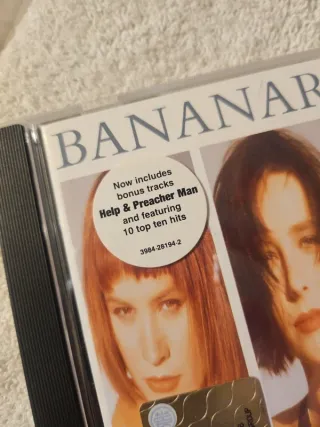 BANANAR
Now includes
bonus tracks
Help & Preacher Man
and featuring
10 top ten hits
3984-28194-2